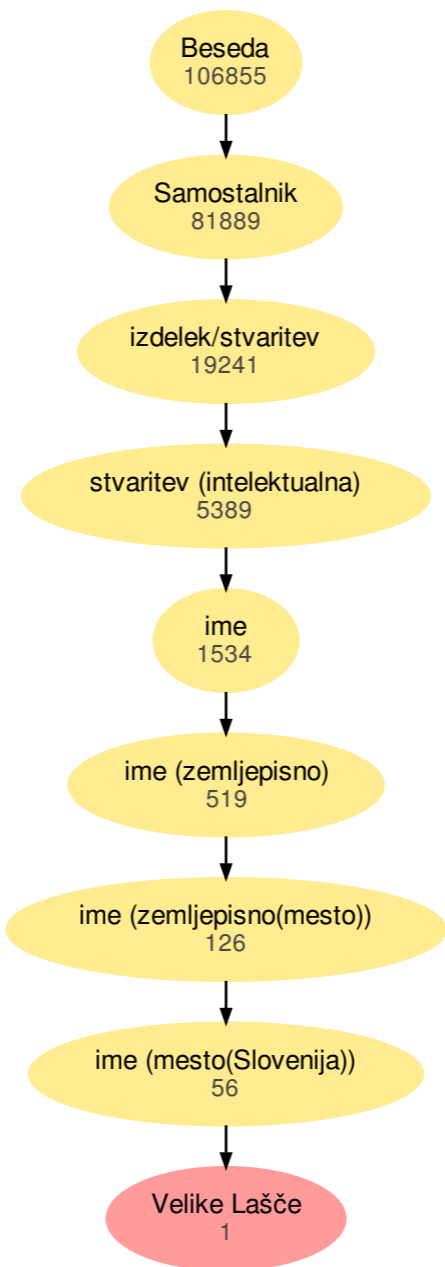 Beseda
106855
Samostalnik
81889
izdelek/stvaritev
19241
stvaritev (intelektualna)
5389
ime
1534
ime (zemljepisno)
519
ime (zemljepisno(mesto))
126
ime (mesto(Slovenija))
56
Velike Lašče
1